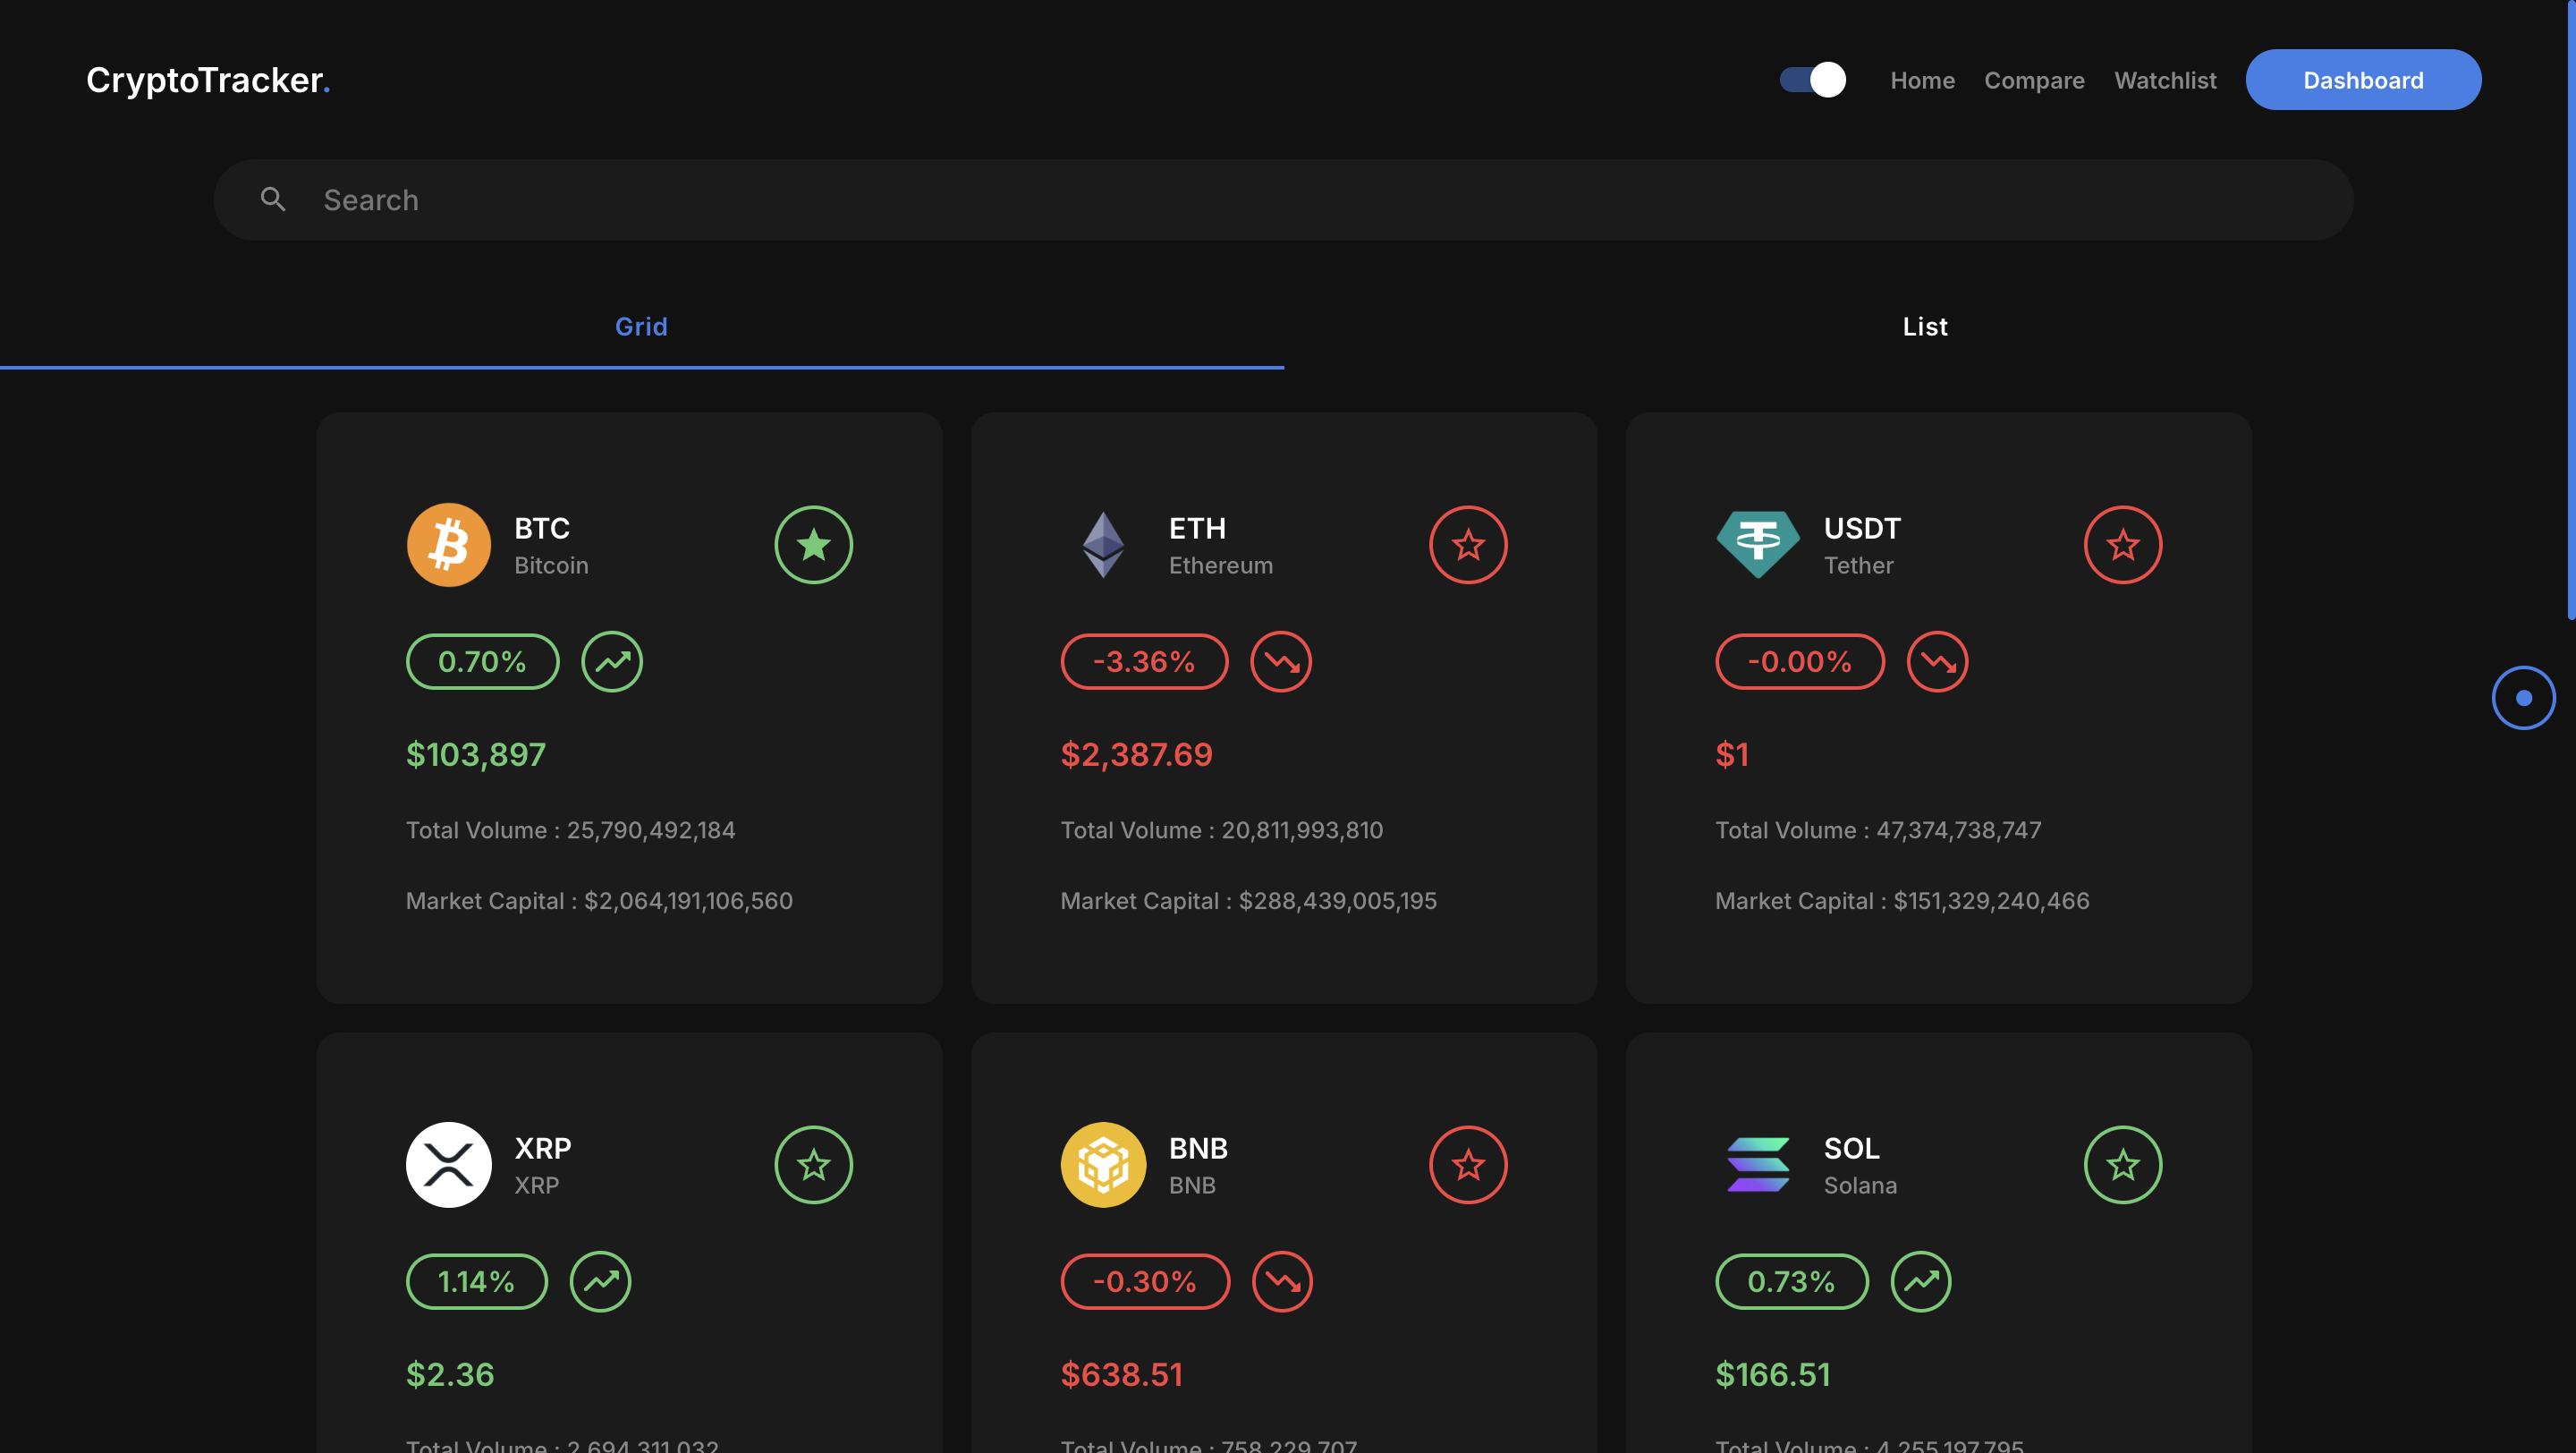 CryptoTracker.
Home Compare Watchlist Dashboard
Search
Grid List
BTC
Bitcoin
0.70%
$103,897
Total Volume : 25,790,492,184
Market Capital : $2,064,191,106,560
ETH
Ethereum
-3.36%
$2,387.69
Total Volume : 20,811,993,810
Market Capital : $288,439,005,195
USDT
Tether
-0.00%
$1
Total Volume : 47,374,738,747
Market Capital : $151,329,240,466
XRP
XRP
1.14%
$2.36
Total Volume : 2,694,311,032
BNB
BNB
-0.30%
$638.51
Total Volume : 758,229,707
SOL
Solana
0.73%
$166.51
Total Volume : 4,255,197,795